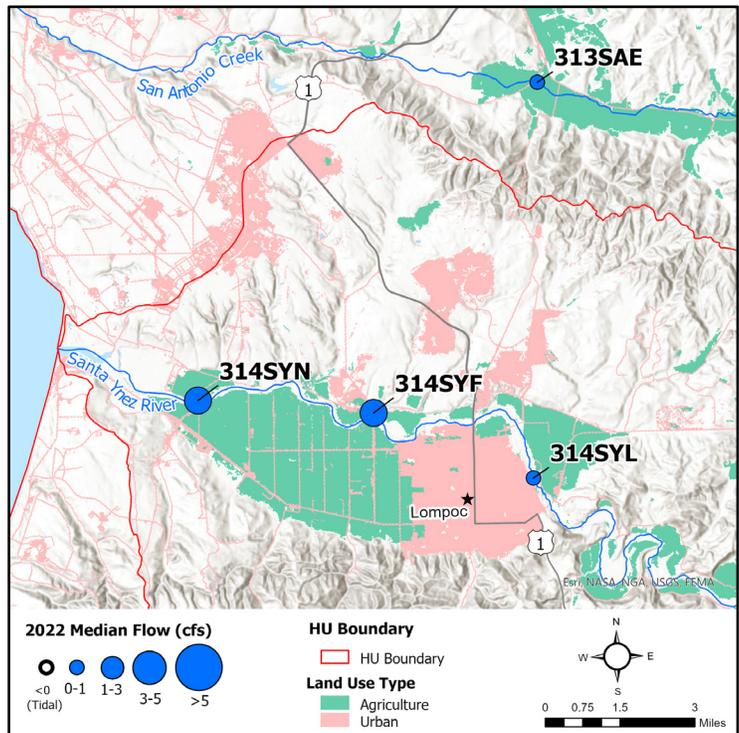 313SAE
San Antonio Creek
1
314SYN
314SYF
Santa Ynez River
314SYL
Lompoc
1
Esri, NASA, NGA, USGS, FEMA
2022 Median Flow (cfs)
<0
(Tidal)
0-1
1-3
3-5
>5
HU Boundary
HU Boundary
Land Use Type
Agriculture
Urban
N
W
E
S
0 0.75 1.5 3
Miles